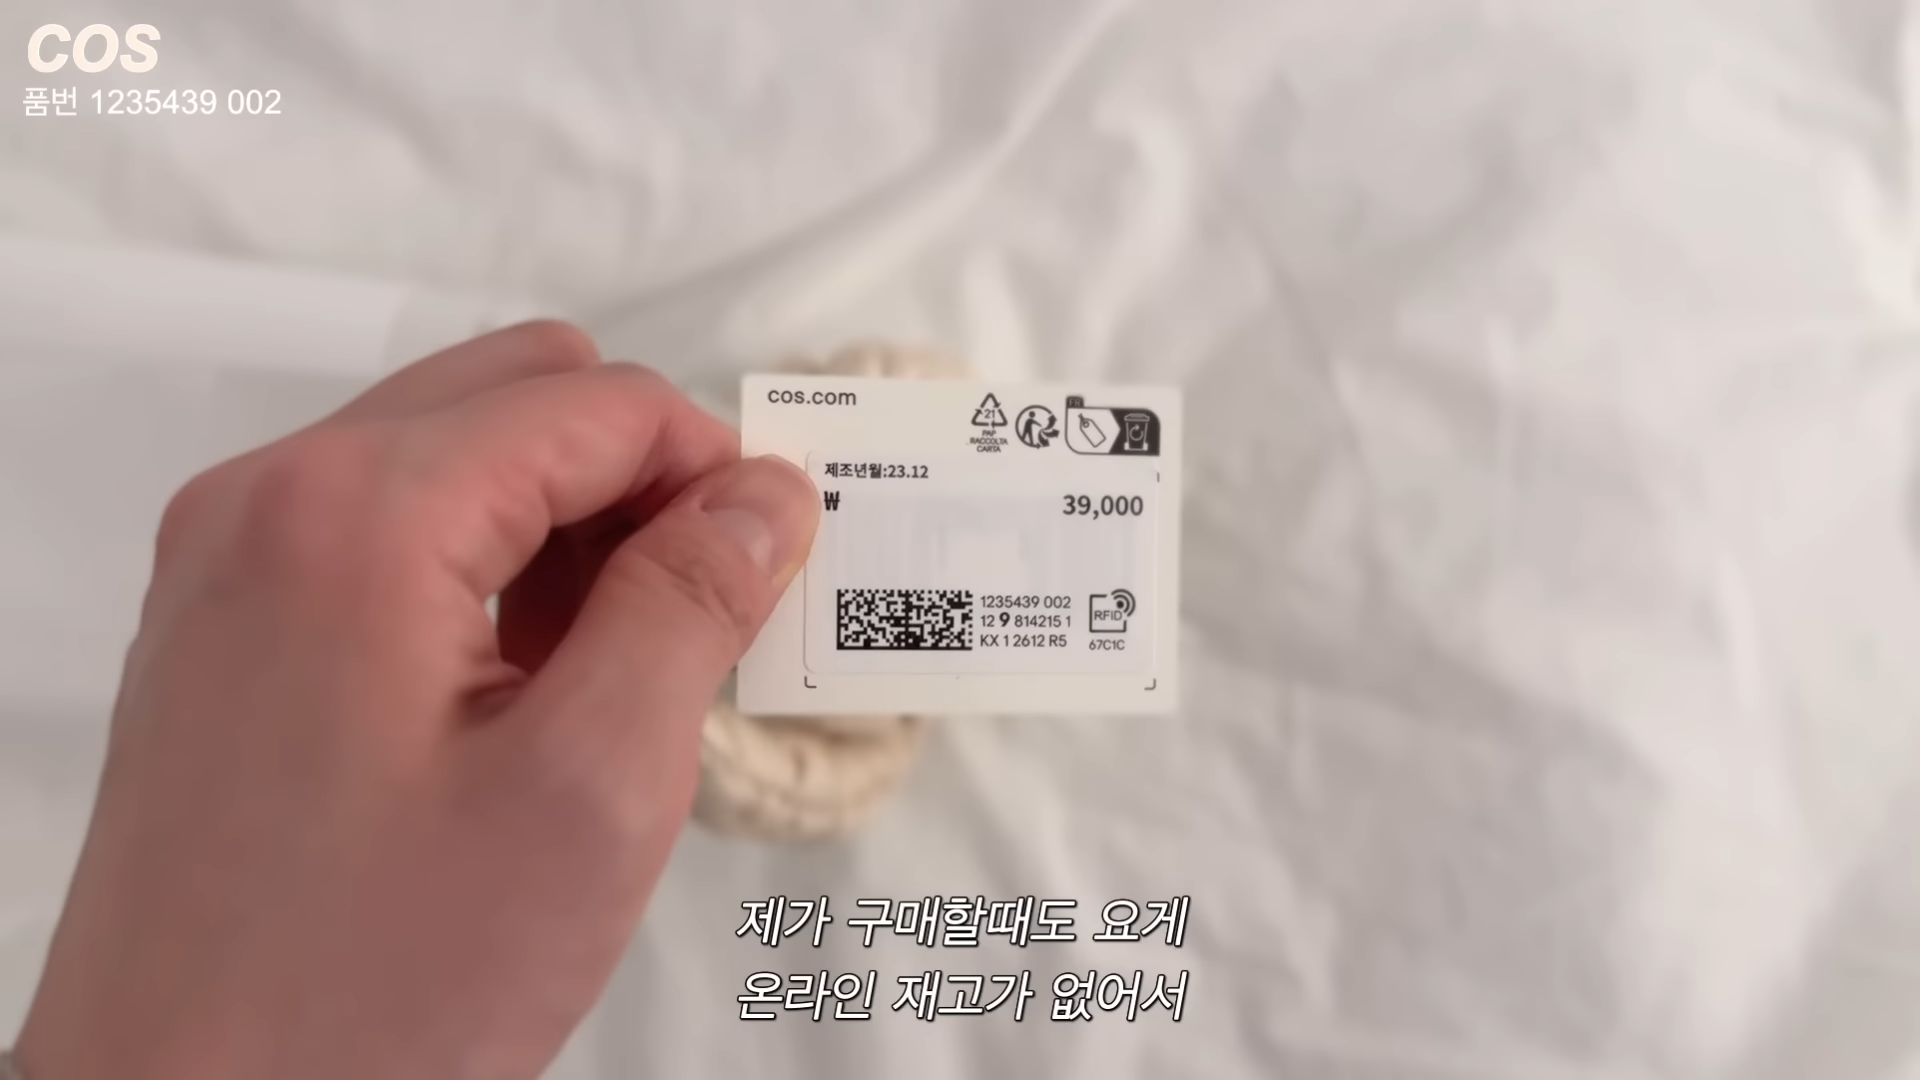 COS
품번 1235439 002
cos.com
21
PAP
RACCOLTA
CARTA
FR
제조년월:23.12
₩ 39,000
1235439 002
12 9 814215 1
KX 1 2612 R5
RFID
67C1C
제가 구매할때도 요게
온라인 재고가 없어서